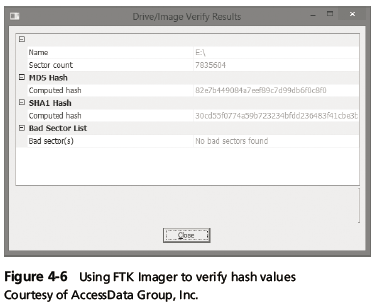 Drive/Image Verify Results
Name E:\
Sector count 7835604
MD5 Hash
Computed hash 82e7b449084a7eef89c7d99db6f0c8f0
SHA1 Hash
Computed hash 30cd55f0774a59b723234bfdd236483f41cbe3b
Bad Sector List
Bad sector(s) No bad sectors found
Close
Figure 4-6 Using FTK Imager to verify hash values
Courtesy of AccessData Group, Inc.